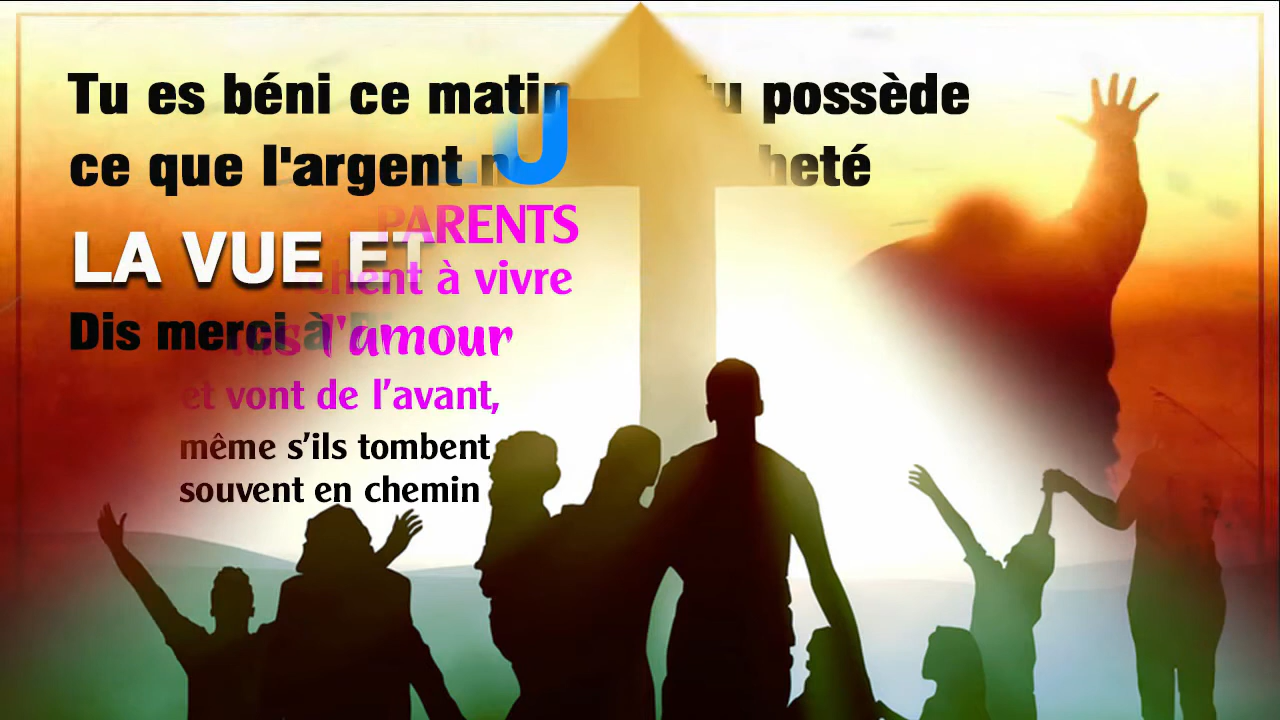 Tu es béni ce matin tu possède
ce que l'argent heté
J
PARENTS
LA VUE ET
chent à vivre
Dis merci à
l'amour
et vont de l’avant,
même s’ils tombent
souvent en chemin